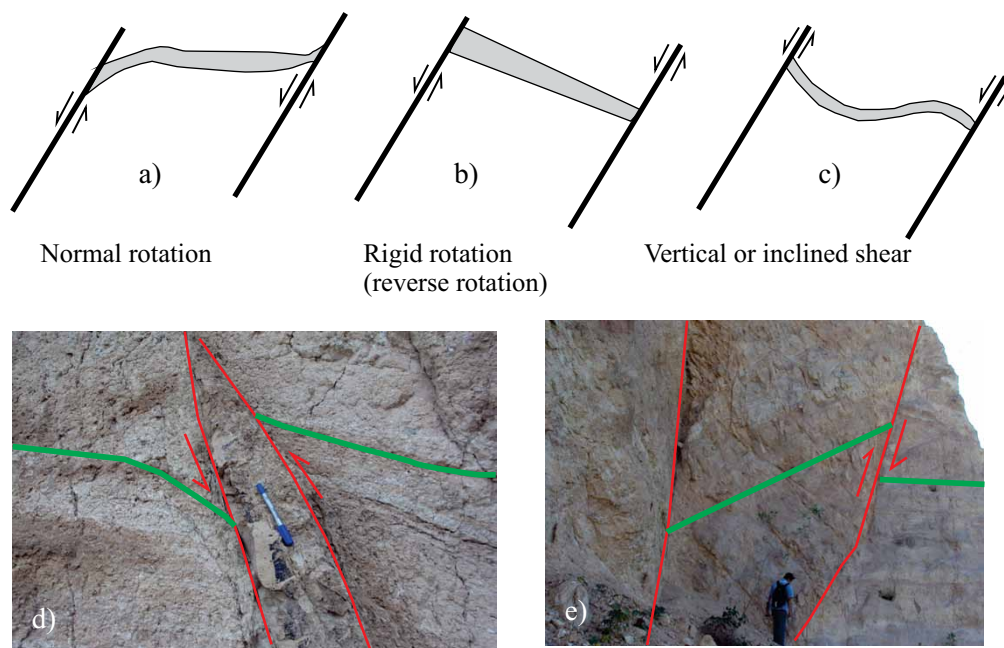 a)
b)
c)
Normal rotation
Rigid rotation
(reverse rotation)
Vertical or inclined shear
d)
e)